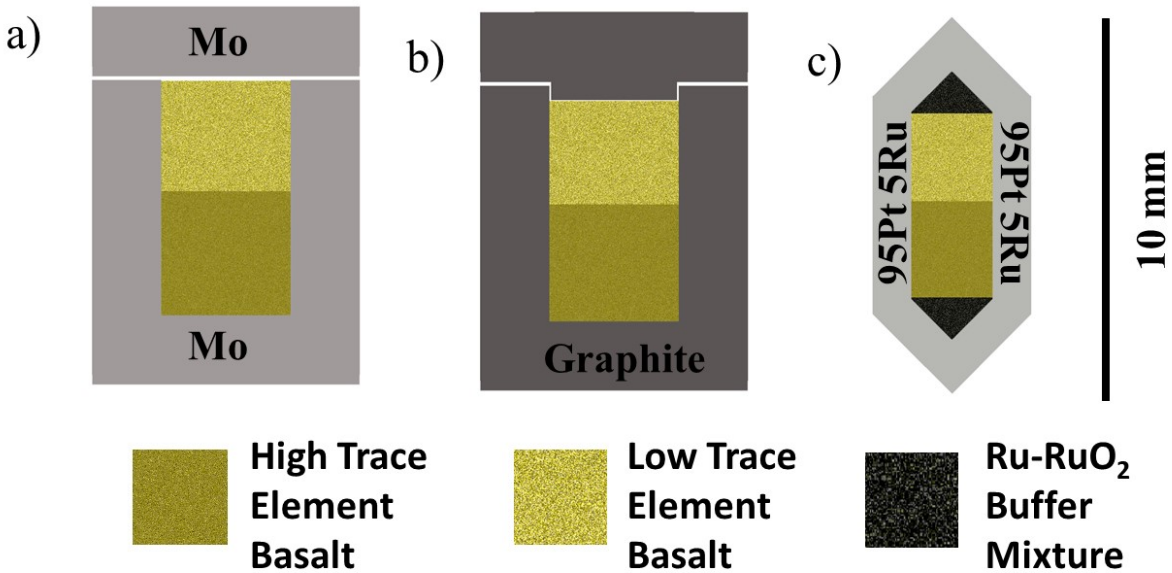 a)
Mo
Mo
b)
Graphite
c)
95Pt 5Ru
95Pt 5Ru
10 mm
High Trace
Element
Basalt
Low Trace
Element
Basalt
Ru-RuO₂
Buffer
Mixture